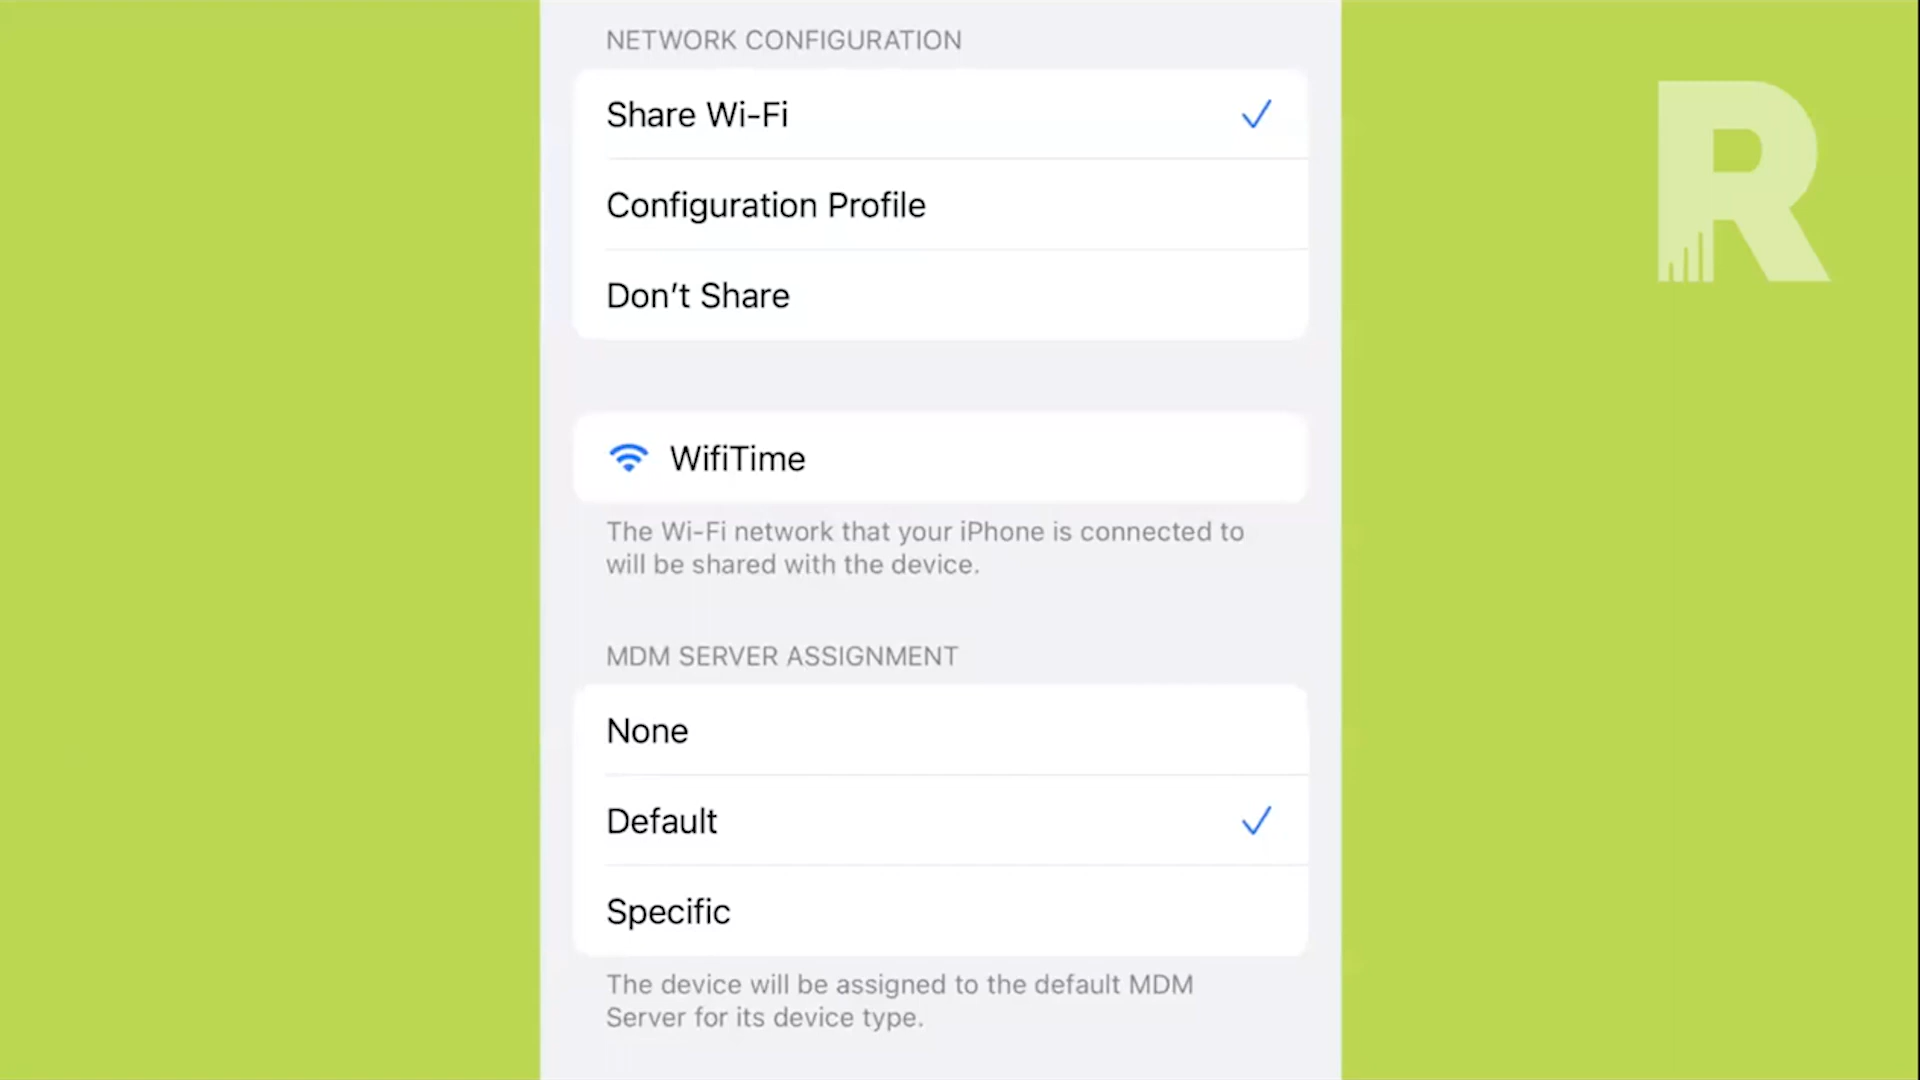 NETWORK CONFIGURATION
Share Wi-Fi
Configuration Profile
Don’t Share
WifiTime
The Wi-Fi network that your iPhone is connected to
will be shared with the device.
MDM SERVER ASSIGNMENT
None
Default
Specific
The device will be assigned to the default MDM
Server for its device type.
R